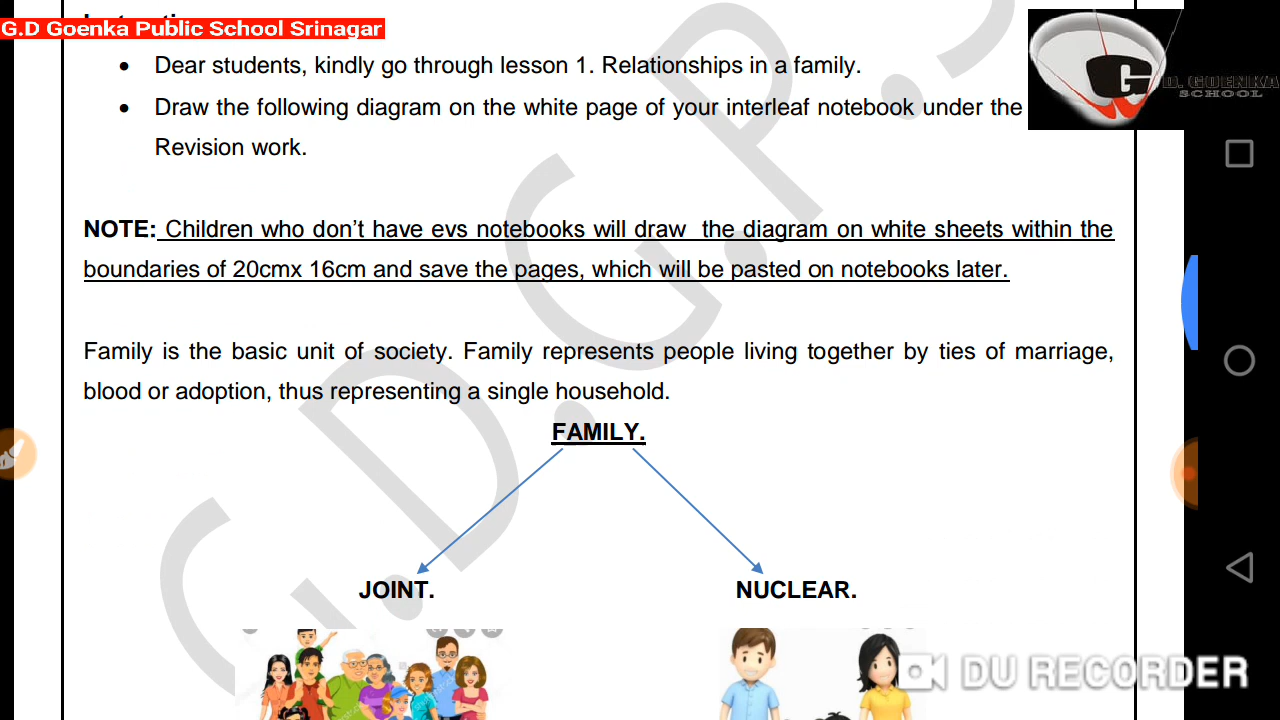 G.D Goenka Public School Srinagar
• Dear students, kindly go through lesson 1. Relationships in a family.
• Draw the following diagram on the white page of your interleaf notebook under the
Revision work.
NOTE: Children who don’t have evs notebooks will draw the diagram on white sheets within the
boundaries of 20cmx 16cm and save the pages, which will be pasted on notebooks later.
Family is the basic unit of society. Family represents people living together by ties of marriage,
blood or adoption, thus representing a single household.
FAMILY.
JOINT. NUCLEAR.
G.D.G.P.S
G D. GOENKA
SCHOOL
DU RECORDER